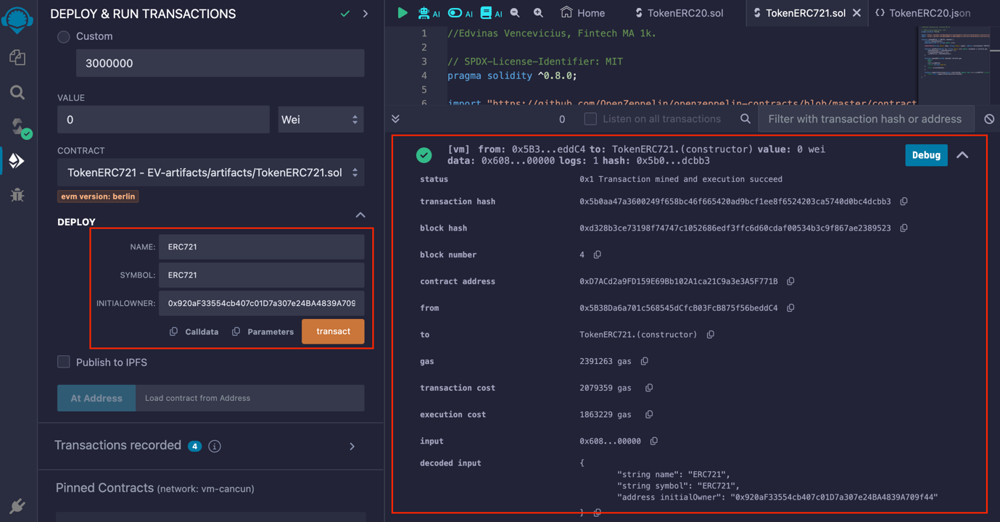 DEPLOY & RUN TRANSACTIONS
Custom
3000000
VALUE
0
Wei
CONTRACT
TokenERC721 - EV-artifacts/artifacts/TokenERC721.sol
evm version: berlin
DEPLOY
NAME: ERC721
SYMBOL: ERC721
INITIALOWNER: 0x920aF33554cb407c01D7a307e24BA4839A709
Calldata Parameters transact
Publish to IPFS
At Address Load contract from Address
Transactions recorded 4 i
Pinned Contracts (network: vm-cancun)
AI AI AI Home TokenERC20.sol TokenERC721.sol TokenERC20.json
1 //Edvinas Vencevicius, Fintech MA 1k.
2
3 // SPDX-License-Identifier: MIT
4 pragma solidity ^0.8.0;
5
6 import "https://github.com/OpenZeppelin/openzeppelin-contracts/blob/master/contract
0 Listen on all transactions Filter with transaction hash or address
[vm] from: 0x5B3...eddC4 to: TokenERC721.(constructor) value: 0 wei
data: 0x608...00000 logs: 1 hash: 0x5b0...dcbb3
Debug
status 0x1 Transaction mined and execution succeed
transaction hash 0x5b0aa47a3600249f658bc46f665420ad9bcf1ee8f6524203ca5740d0bc4dcbb3
block hash 0xd328b3ce73198f74747c1052686edf3ffc6d60cdaf00534b3c9f867ae2389523
block number 4
contract address 0xD7ACd2a9FD159E69Bb102A1ca21C9a3e3A5F771B
from 0x5B38Da6a701c568545dCfcB03FcB875f56beddC4
to TokenERC721.(constructor)
gas 2391263 gas
transaction cost 2079359 gas
execution cost 1863229 gas
input 0x608...00000
decoded input {
"string name": "ERC721",
"string symbol": "ERC721",
"address initialOwner": "0x920aF33554cb407c01D7a307e24BA4839A709f44"
}